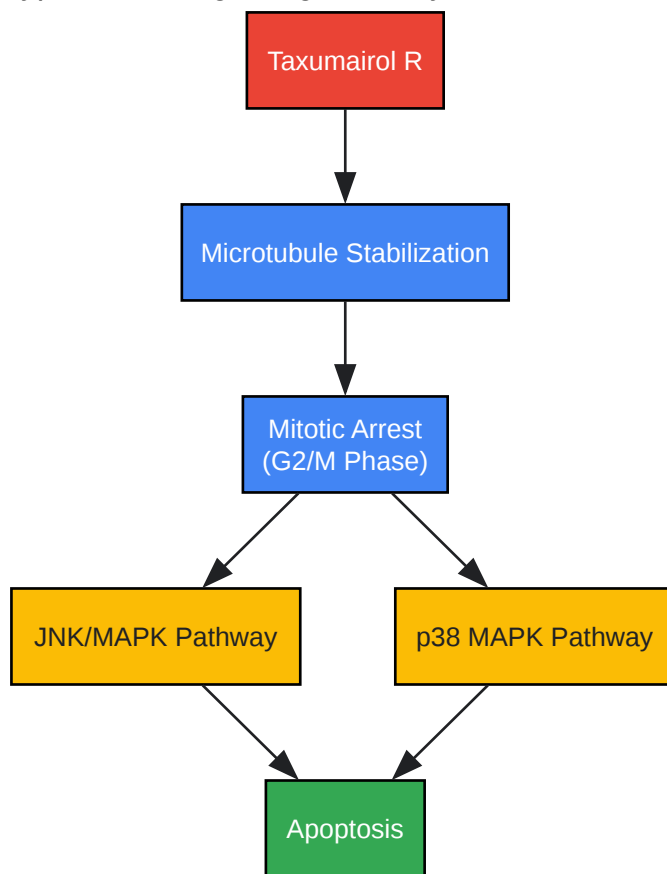 Taxumairol R
Microtubule Stabilization
Mitotic Arrest
(G2/M Phase)
JNK/MAPK Pathway
p38 MAPK Pathway
Apoptosis